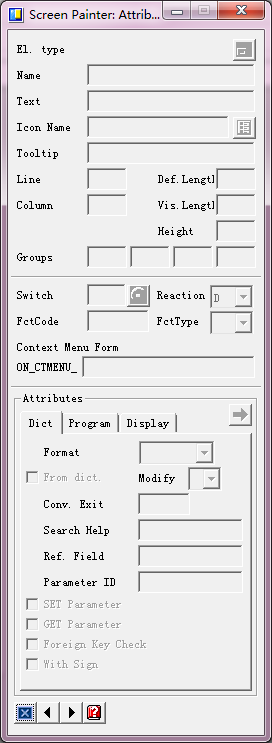 Screen Painter: Attrib...
El. type
Name
Text
Icon Name
Tooltip
Line Def.Lengtl
Column Vis.Lengtl
Height
Groups
Switch Reaction D
FctCode FctType
Context Menu Form
ON_CTMENU_
Attributes
Dict Program Display
Format
From dict. Modify
Conv. Exit
Search Help
Ref. Field
Parameter ID
SET Parameter
GET Parameter
Foreign Key Check
With Sign